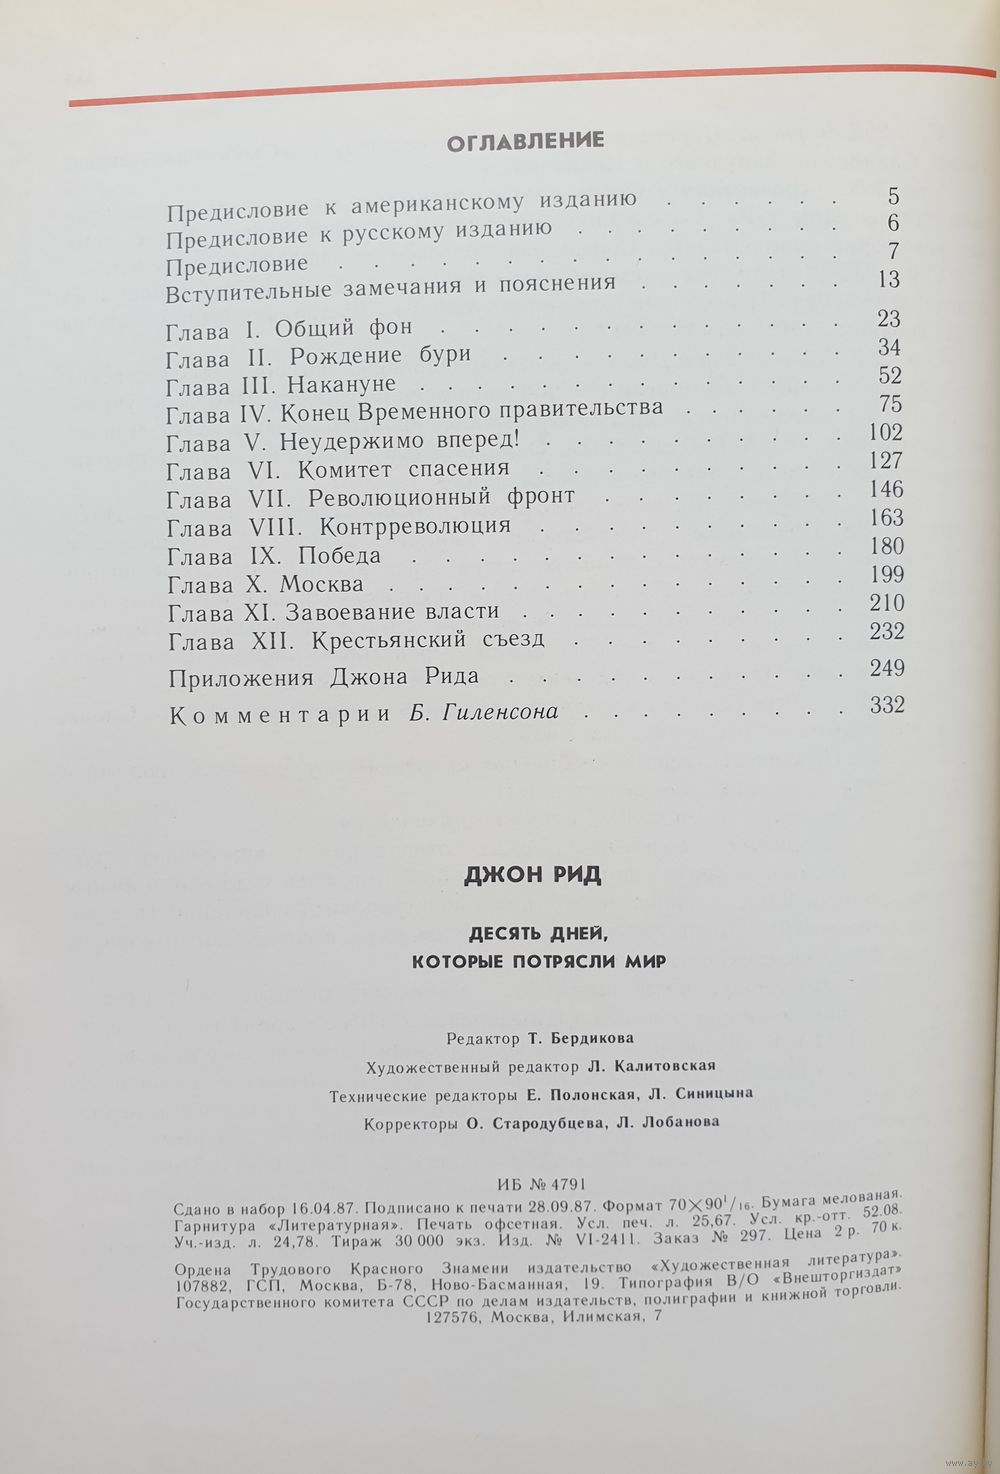 ОГЛАВЛЕНИЕ
Предисловие к американскому изданию . . . . . . 5
Предисловие к русскому изданию . . . . . . . . . 6
Предисловие . . . . . . . . . . . . . . . 7
Вступительные замечания и пояснения . . . . . . . 13
Глава I. Общий фон . . . . . . . . . . . . . 23
Глава II. Рождение бури . . . . . . . . . . . 34
Глава III. Накануне . . . . . . . . . . . . . 52
Глава IV. Конец Временного правительства . . . . . . 75
Глава V. Неудержимо вперед! . . . . . . . . . . 102
Глава VI. Комитет спасения . . . . . . . . . . 127
Глава VII. Революционный фронт . . . . . . . . 146
Глава VIII. Контрреволюция . . . . . . . . . . 163
Глава IX. Победа . . . . . . . . . . . . . 180
Глава X. Москва . . . . . . . . . . . . . . 199
Глава XI. Завоевание власти . . . . . . . . . . 210
Глава XII. Крестьянский съезд . . . . . . . . . 232
Приложения Джона Рида . . . . . . . . . . . 249
Комментарии Б. Гиленсона . . . . . . . . . 332
ДЖОН РИД
ДЕСЯТЬ ДНЕЙ,
КОТОРЫЕ ПОТРЯСЛИ МИР
Редактор Т. Бердикова
Художественный редактор Л. Калитовская
Технические редакторы Е. Полонская, Л. Синицына
Корректоры О. Стародубцева, Л. Лобанова
ИБ № 4791
Сдано в набор 16.04.87. Подписано к печати 28.09.87. Формат 70×90¹/₁₆. Бумага мелованая.
Гарнитура «Литературная». Печать офсетная. Усл. печ. л. 25,67. Усл. кр.-отт. 52.08.
Уч.-изд. л. 24,78. Тираж 30 000 экз. Изд. № VI-2411. Заказ № 297. Цена 2 р. 70 к.
Ордена Трудового Красного Знамени издательство «Художественная литература».
107882, ГСП, Москва, Б-78, Ново-Басманная, 19. Типография В/О «Внешторгиздат»
Государственного комитета СССР по делам издательств, полиграфии и книжной торговли.
127576, Москва, Илимская, 7